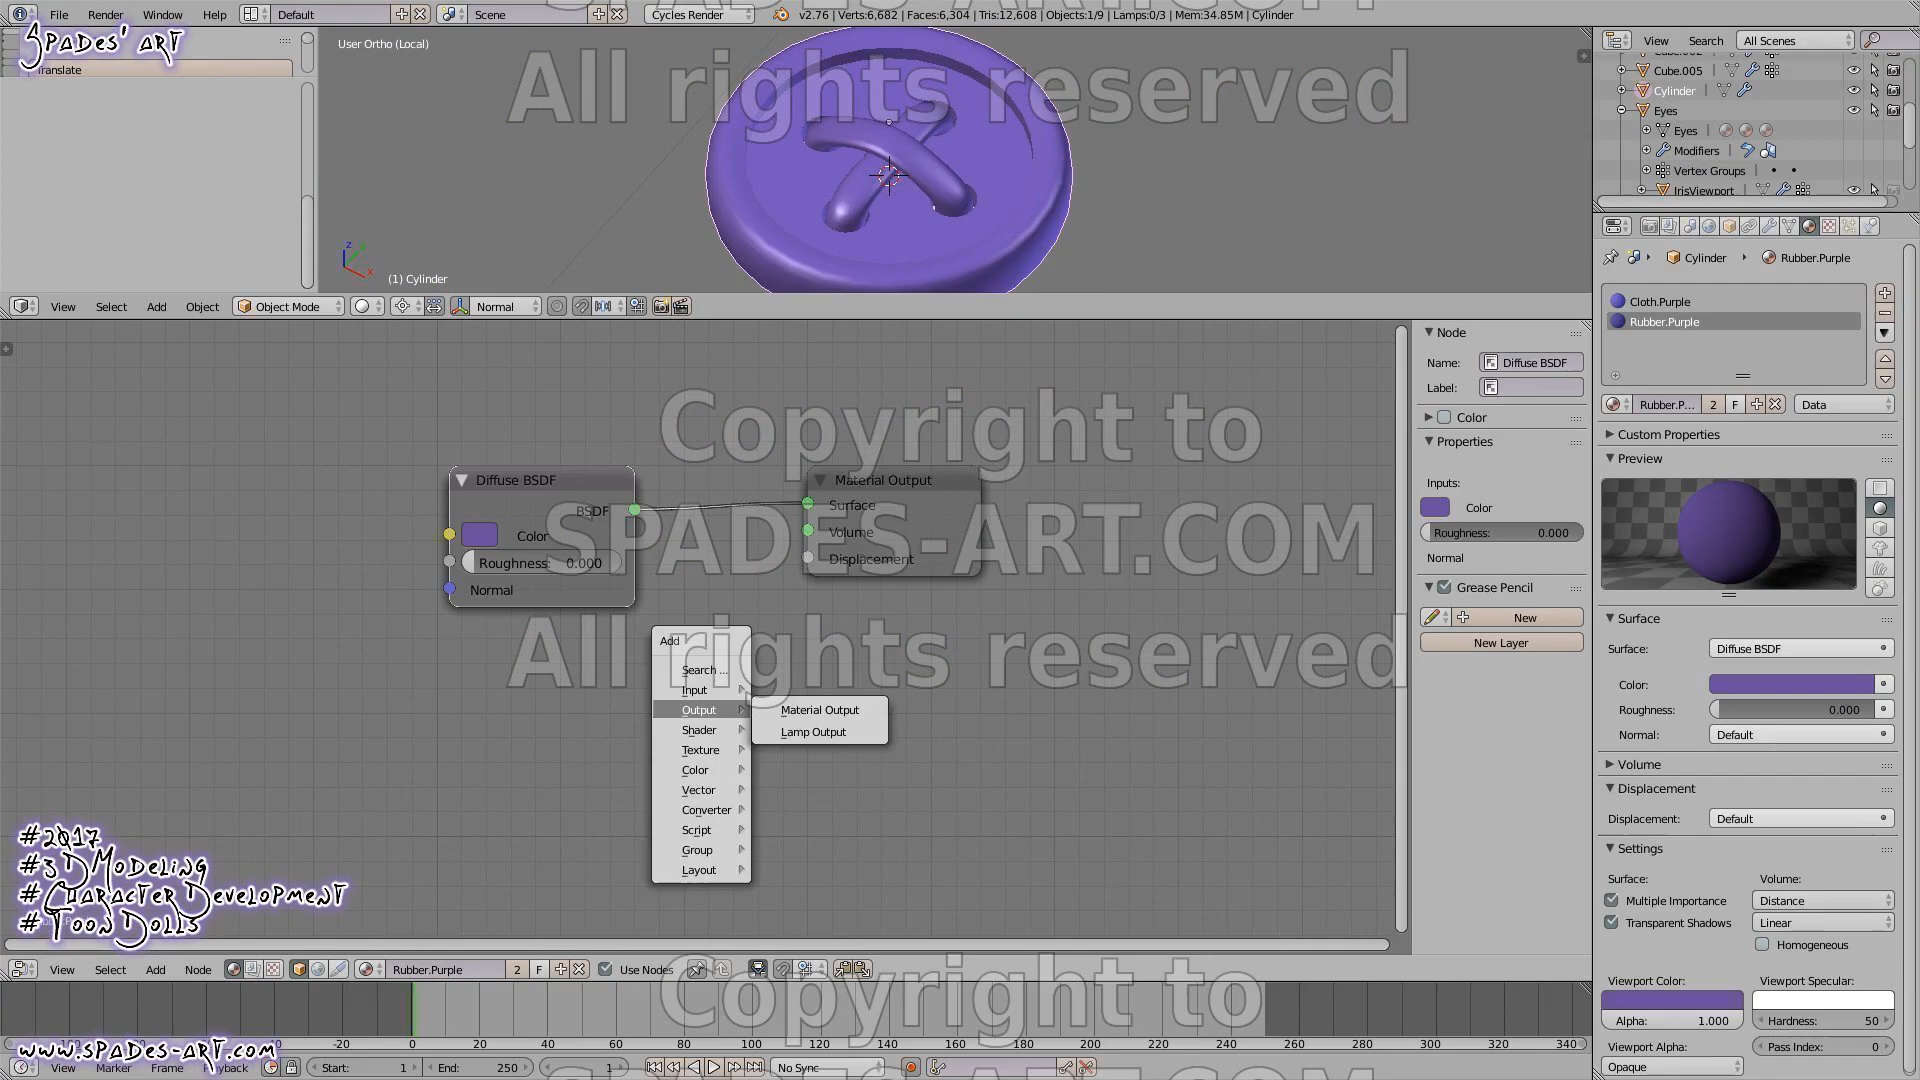 File Render Window Help Default Scene Cycles Render v2.76 | Verts:6,682 | Faces:6,304 | Tris:12,608 | Objects:1/9 | Lamps:0/3 | Mem:34.85M | Cylinder
SPADES' ART
Translate
User Ortho (Local)
All rights reserved
(1) Cylinder
View Select Add Object Object Mode Normal
View Search All Scenes
Cube.005
Cylinder
Eyes
Eyes
Modifiers
Vertex Groups
IrisViewport
Cylinder Rubber.Purple
Cloth.Purple
Rubber.Purple
Rubber.P... 2 F Data
Custom Properties
Preview
Surface
Surface: Diffuse BSDF
Color:
Roughness: 0.000
Normal: Default
Volume
Displacement
Displacement: Default
Settings
Surface: Volume:
Multiple Importance Distance
Transparent Shadows Linear
Homogeneous
Viewport Color: Viewport Specular:
Alpha: 1.000 Hardness: 50
Viewport Alpha: Pass Index: 0
Opaque
Node
Name: Diffuse BSDF
Label:
Color
Properties
Inputs:
Color
Roughness: 0.000
Normal
Grease Pencil
New
New Layer
Copyright to
SPADES-ART.COM
All rights reserved
Diffuse BSDF
BSDF
Color
Roughness: 0.000
Normal
Material Output
Surface
Volume
Displacement
Add
Search ...
Input
Output
Shader
Texture
Color
Vector
Converter
Script
Group
Layout
Material Output
Lamp Output
#2017
#3D Modeling
#Character Development
#Toon Dolls
View Select Add Node Rubber.Purple 2 F Use Nodes
Copyright to
-20 0 20 40 60 80 100 120 140 160 180 200 220 240 260 280 300 320 340
www.spades-art.com
View Marker Frame Playback Start: 1 End: 250 1 No Sync
SPADES-ART.COM